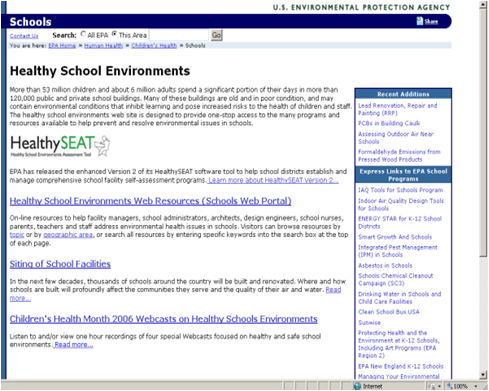 U.S. ENVIRONMENTAL PROTECTION AGENCY
Schools
Share
Contact Us Search: All EPA This Area Go
You are here: EPA Home » Human Health » Children's Health » Schools
Healthy School Environments
More than 53 million children and about 6 million adults spend a significant portion of their days in more than
120,000 public and private school buildings. Many of these buildings are old and in poor condition, and may
contain environmental conditions that inhibit learning and pose increased risks to the health of children and staff.
The healthy school environments web site is designed to provide one-stop access to the many programs and
resources available to help prevent and resolve environmental issues in schools.
HealthySEAT
Healthy School Environments Assessment Tool
EPA has released the enhanced Version 2 of its HealthySEAT software tool to help school districts establish and
manage comprehensive school facility self-assessment programs. Learn more about HealthySEAT Version 2...
Healthy School Environments Web Resources (Schools Web Portal)
On-line resources to help facility managers, school administrators, architects, design engineers, school nurses,
parents, teachers and staff address environmental health issues in schools. Visitors can browse resources by
topic or by geographic area, or search all resources by entering specific keywords into the search box at the top
of each page.
Siting of School Facilities
In the next few decades, thousands of schools around the country will be built and renovated. Where and how
schools are built will profoundly affect the communities they serve and the quality of their air and water. Read
more...
Children's Health Month 2006 Webcasts on Healthy Schools Environments
Listen to and/or view one hour recordings of four special Webcasts focused on healthy and safe school
environments. Read more...
Recent Additions
Lead Renovation, Repair and
Painting (RRP)
PCBs in Building Caulk
Assessing Outdoor Air Near
Schools
Formaldehyde Emissions from
Pressed Wood Products
Express Links to EPA School
Programs
IAQ Tools for Schools Program
Indoor Air Quality Design Tools
for Schools
ENERGY STAR for K-12 School
Districts
Smart Growth And Schools
Integrated Pest Management
(IPM) in Schools
Asbestos in Schools
Schools Chemical Cleanout
Campaign (SC3)
Drinking Water in Schools and
Child Care Facilities
Clean School Bus USA
Sunwise
Protecting Health and the
Environment at K-12 Schools,
Including Art Programs (EPA
Region 2)
EPA New England K-12 Schools
Managing Your Environmental
Internet
100%